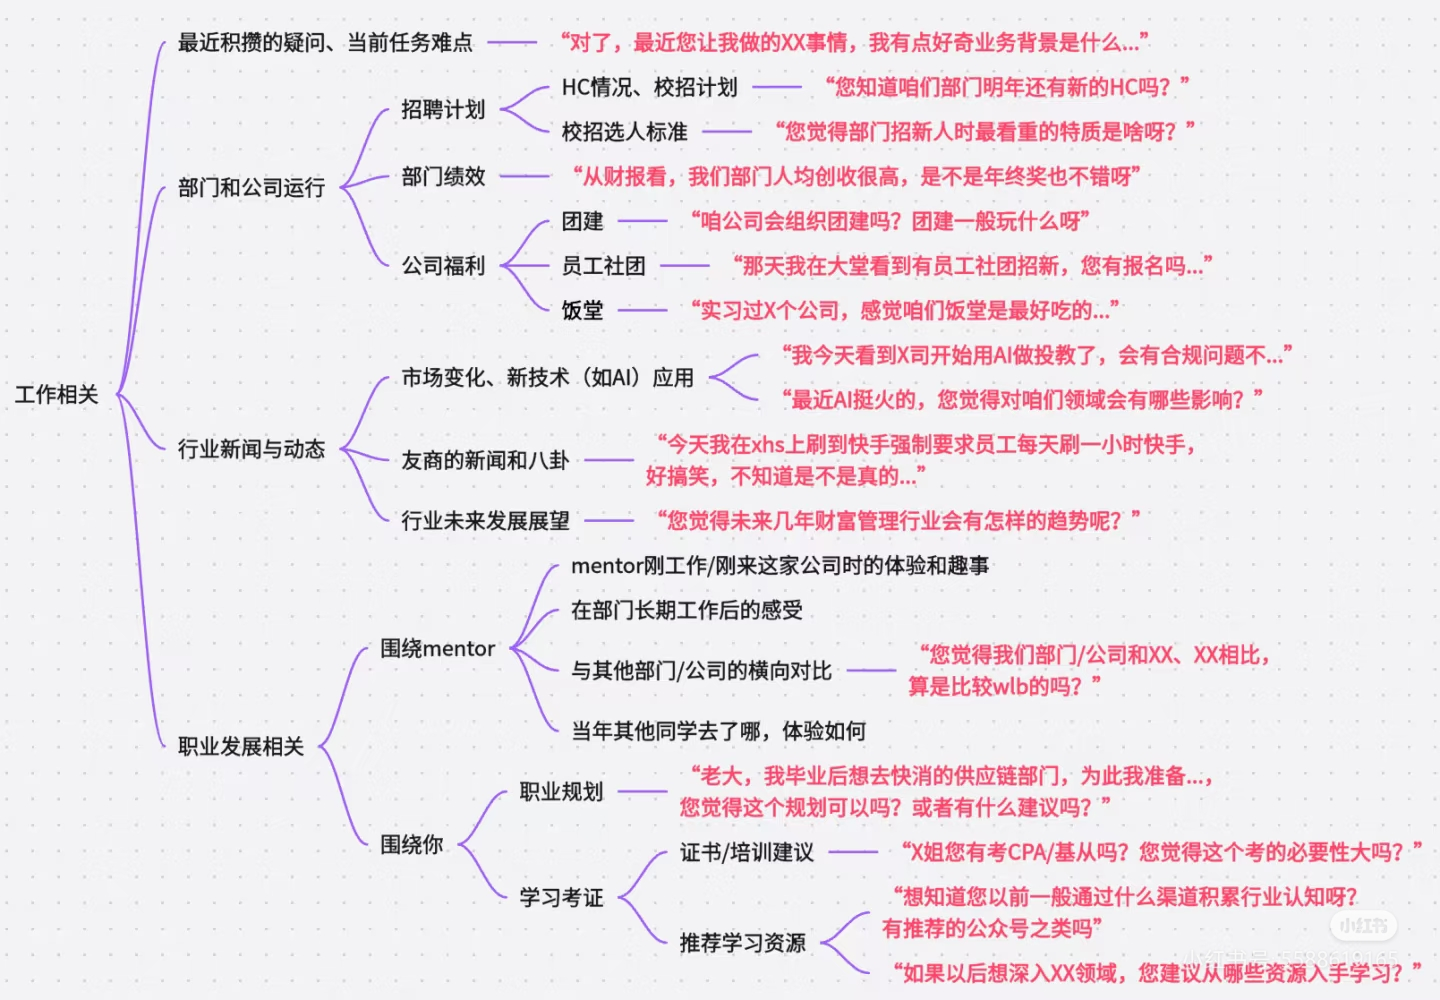 最近积攒的疑问、当前任务难点
“对了，最近您让我做的XX事情，我有点好奇业务背景是什么...”
HC情况、校招计划
“您知道咱们部门明年还有新的HC吗？”
招聘计划
校招选人标准
“您觉得部门招新人时最看重的特质是啥呀？”
部门和公司运行
部门绩效
“从财报看，我们部门人均创收很高，是不是年终奖也不错呀”
团建
“咱公司会组织团建吗？团建一般玩什么呀”
公司福利
员工社团
“那天我在大堂看到有员工社团招新，您有报名吗...”
饭堂
“实习过X个公司，感觉咱们饭堂是最好吃的...”
工作相关
市场变化、新技术（如AI）应用
“我今天看到X司开始用AI做投教了，会有合规问题不...”
“最近AI挺火的，您觉得对咱们领域会有哪些影响？”
行业新闻与动态
友商的新闻和八卦
“今天我在xhs上刷到快手强制要求员工每天刷一小时快手，
好搞笑，不知道是不是真的...”
行业未来发展展望
“您觉得未来几年财富管理行业会有怎样的趋势呢？”
mentor刚工作/刚来这家公司时的体验和趣事
在部门长期工作后的感受
围绕mentor
与其他部门/公司的横向对比
“您觉得我们部门/公司和XX、XX相比，
算是比较wlb的吗？”
当年其他同学去了哪，体验如何
职业发展相关
职业规划
“老大，我毕业后想去快消的供应链部门，为此我准备...，
您觉得这个规划可以吗？或者有什么建议吗？”
围绕你
证书/培训建议
“X姐您有考CPA/基从吗？您觉得这个考的必要性大吗？”
学习考证
推荐学习资源
“想知道您以前一般通过什么渠道积累行业认知呀？
有推荐的公众号之类吗”
“如果以后想深入XX领域，您建议从哪些资源入手学习？”
小红书